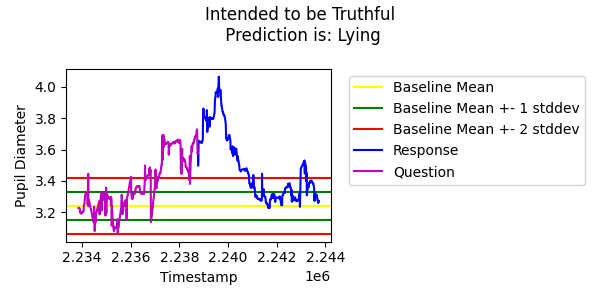 Intended to be Truthful
Prediction is: Lying
Baseline Mean
Baseline Mean +- 1 stddev
Baseline Mean +- 2 stddev
Response
Question
Pupil Diameter
4.0
3.8
3.6
3.4
3.2
2.234
2.236
2.238
2.240
2.242
2.244
Timestamp
1e6